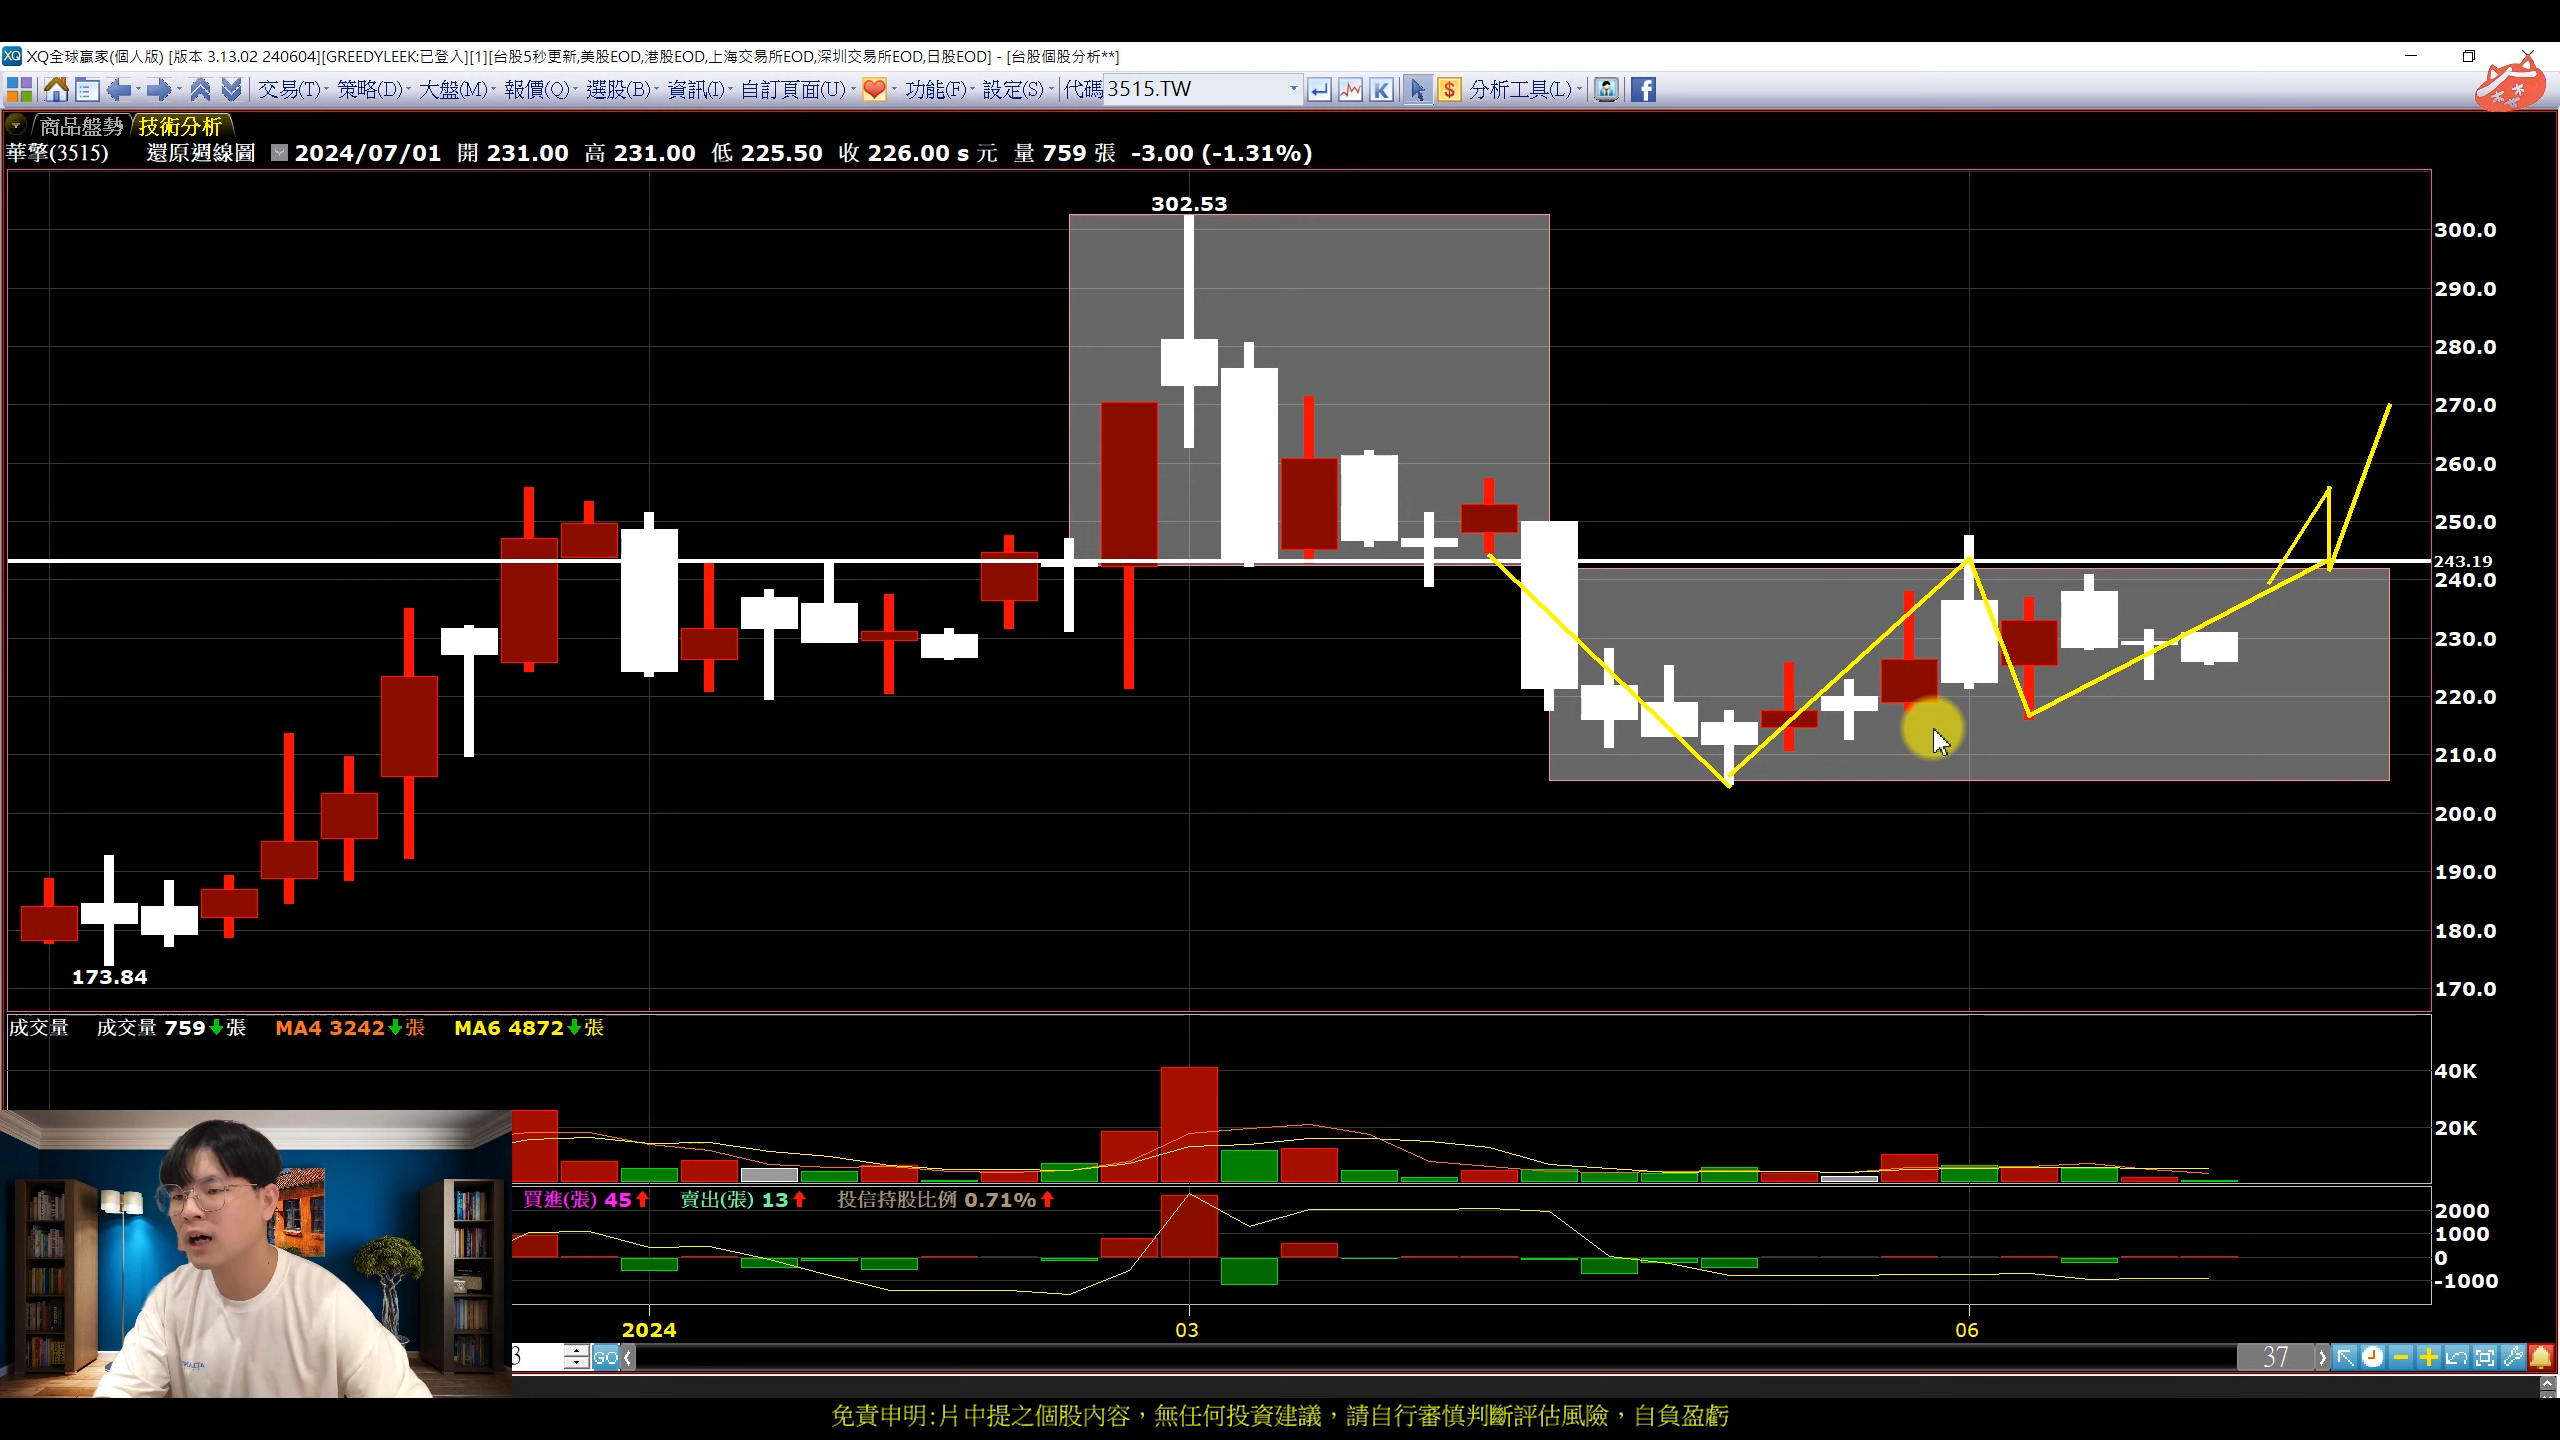 XQ全球贏家(個人版) [版本 3.13.02 240604][GREEDYLEEK:已登入][1][台股5秒更新,美股EOD,港股EOD,上海交易所EOD,深圳交易所EOD,日股EOD] - [台股個股分析**]
交易(T) 策略(D) 大盤(M) 報價(Q) 選股(B) 資訊(I) 自訂頁面(U) 功能(F) 設定(S) 代碼 3515.TW K $ 分析工具(L)
商品盤勢 技術分析
華擎(3515) 還原週線圖 2024/07/01 開 231.00 高 231.00 低 225.50 收 226.00 s 元 量 759 張 -3.00 (-1.31%)
302.53
300.0
290.0
280.0
270.0
260.0
250.0
243.19
240.0
230.0
220.0
210.0
200.0
190.0
180.0
173.84
170.0
成交量 成交量 759 張 MA4 3242 張 MA6 4872 張
40K
20K
買進(張) 45 賣出(張) 13 投信持股比例 0.71%
2000
1000
0
-1000
2024 03 06
3 GO 37
免責申明:片中提之個股內容，無任何投資建議，請自行審慎判斷評估風險，自負盈虧